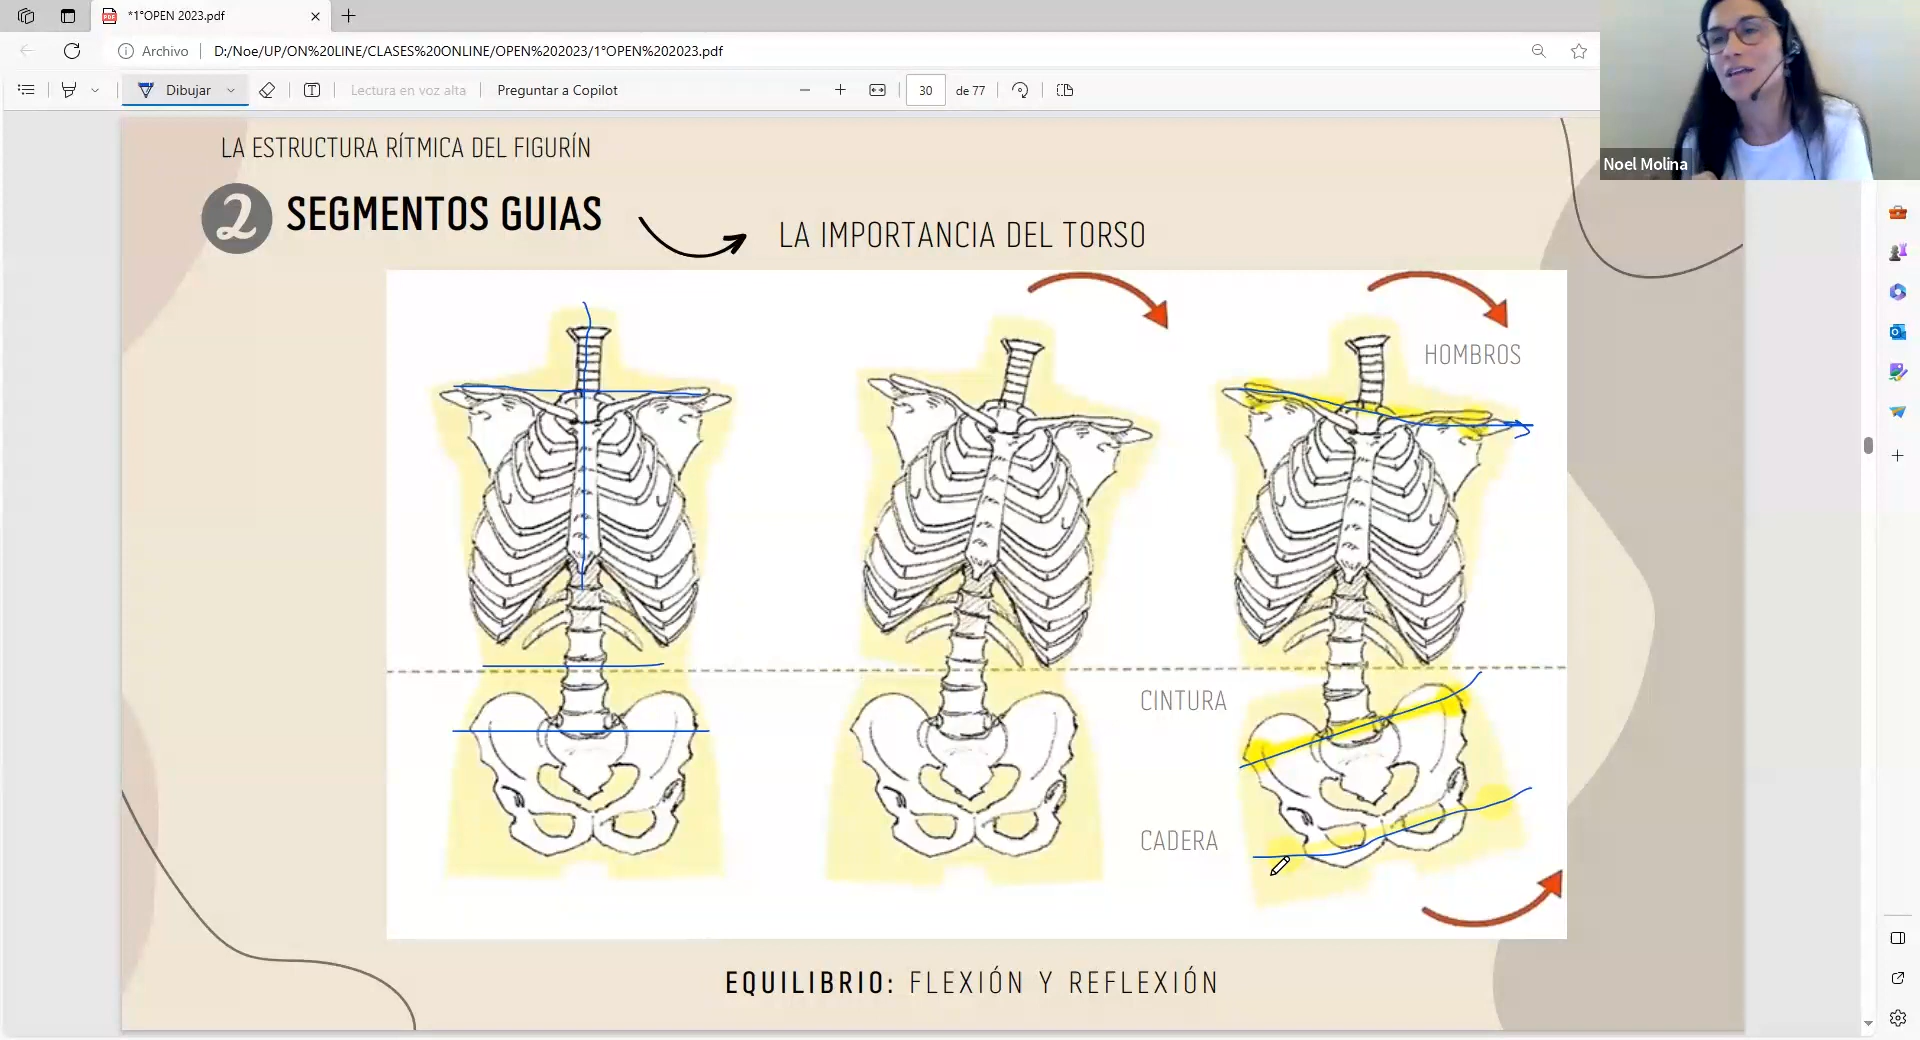 *1°OPEN 2023.pdf
Archivo
D:/Noe/UP/ON%20LINE/CLASES%20ONLINE/OPEN%202023/1°OPEN%202023.pdf
Dibujar
Lectura en voz alta
Preguntar a Copilot
30
de 77
Noel Molina
LA ESTRUCTURA RÍTMICA DEL FIGURÍN
2 SEGMENTOS GUIAS
LA IMPORTANCIA DEL TORSO
HOMBROS
CINTURA
CADERA
EQUILIBRIO: FLEXIÓN Y REFLEXIÓN